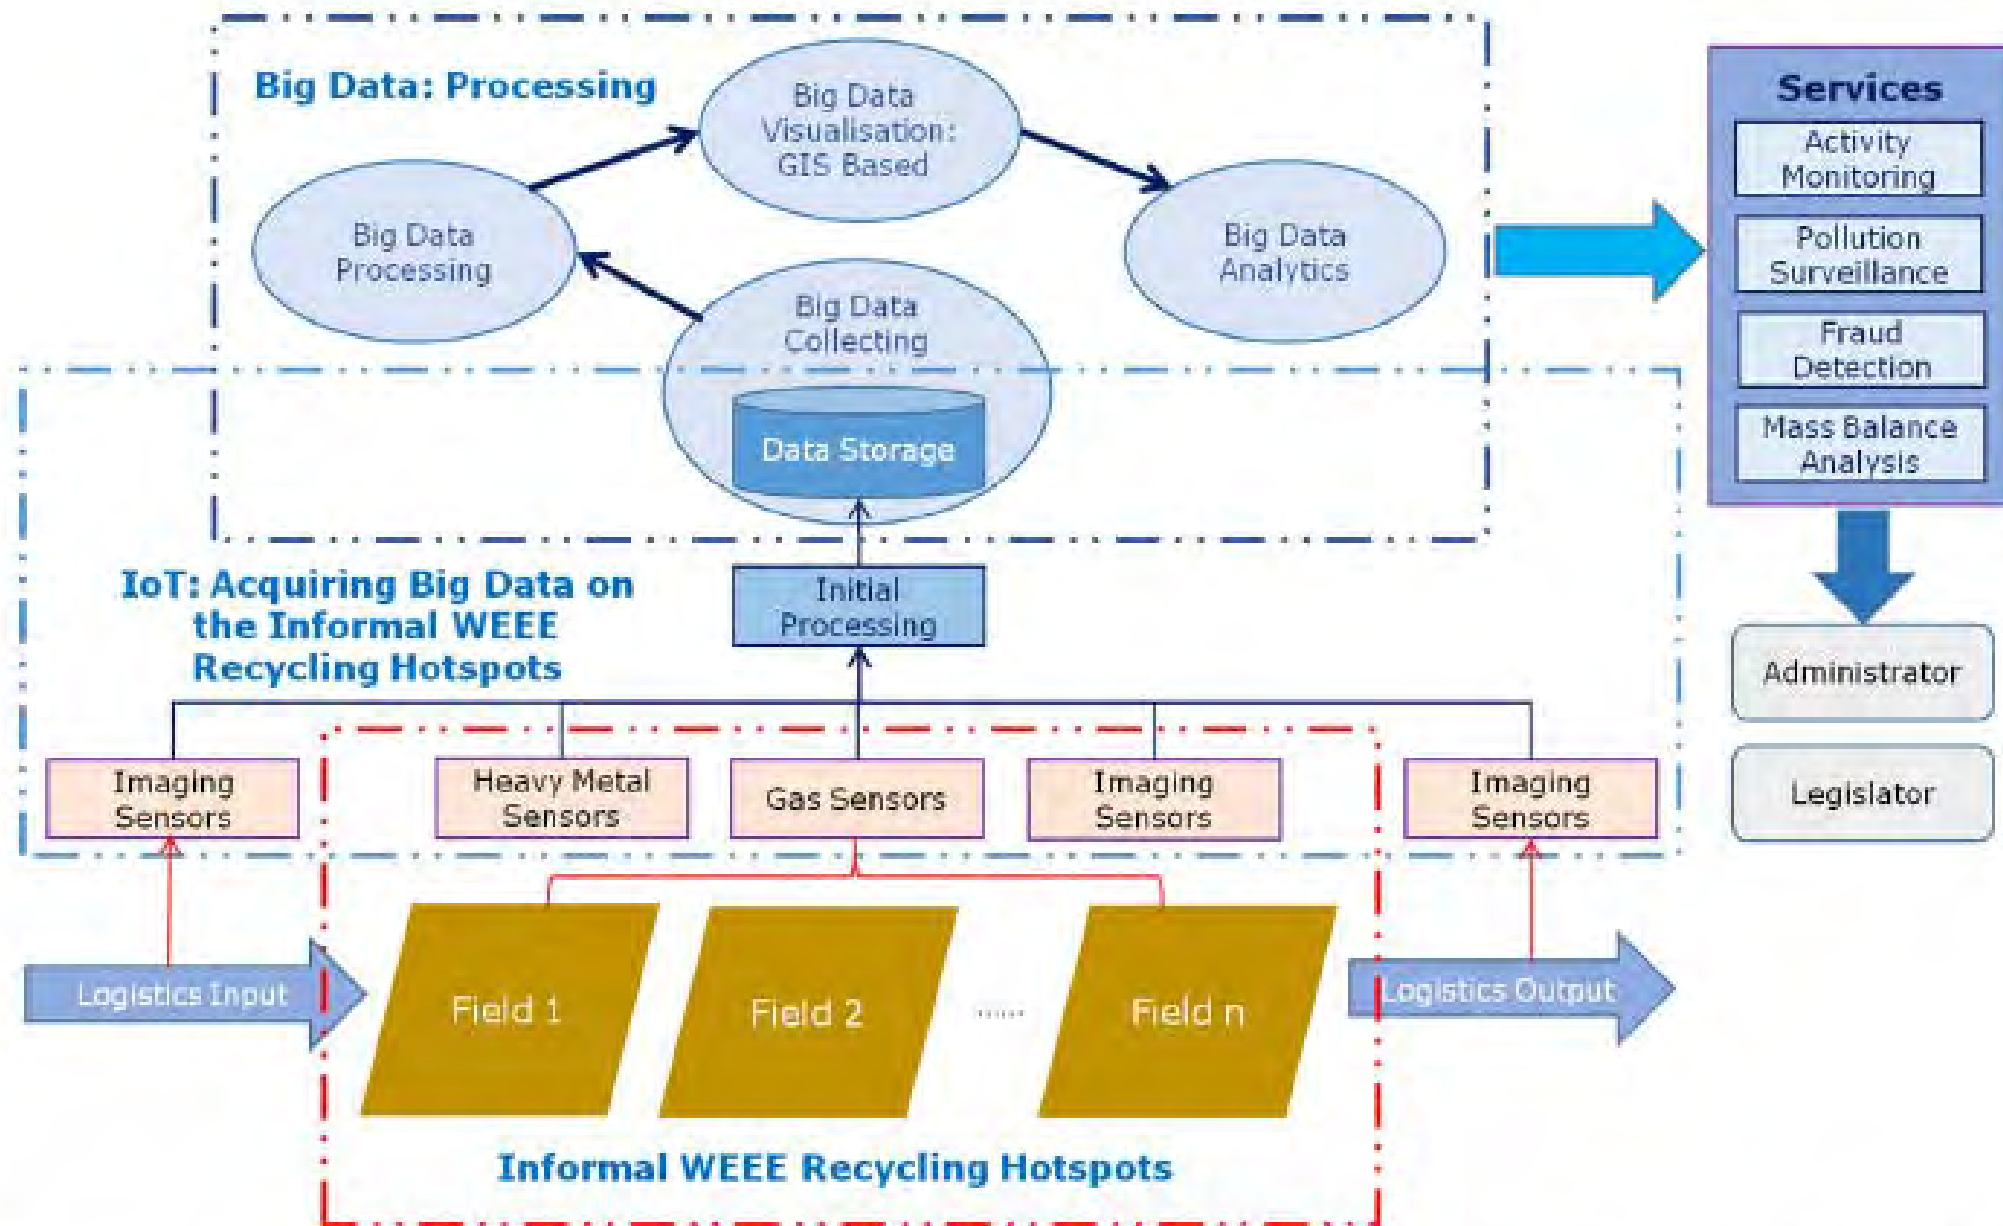 Big Data: Processing
Big Data
Visualisation:
GIS Based
Big Data
Processing
Big Data
Analytics
Big Data
Collecting
Data Storage
Services
Activity
Monitoring
Pollution
Surveillance
Fraud
Detection
Mass Balance
Analysis
IoT: Acquiring Big Data on
the Informal WEEE
Recycling Hotspots
Initial
Processing
Administrator
Legislator
Imaging
Sensors
Heavy Metal
Sensors
Gas Sensors
Imaging
Sensors
Imaging
Sensors
Logistics Input
Field 1
Field 2
......
Field n
Logistics Output
Informal WEEE Recycling Hotspots